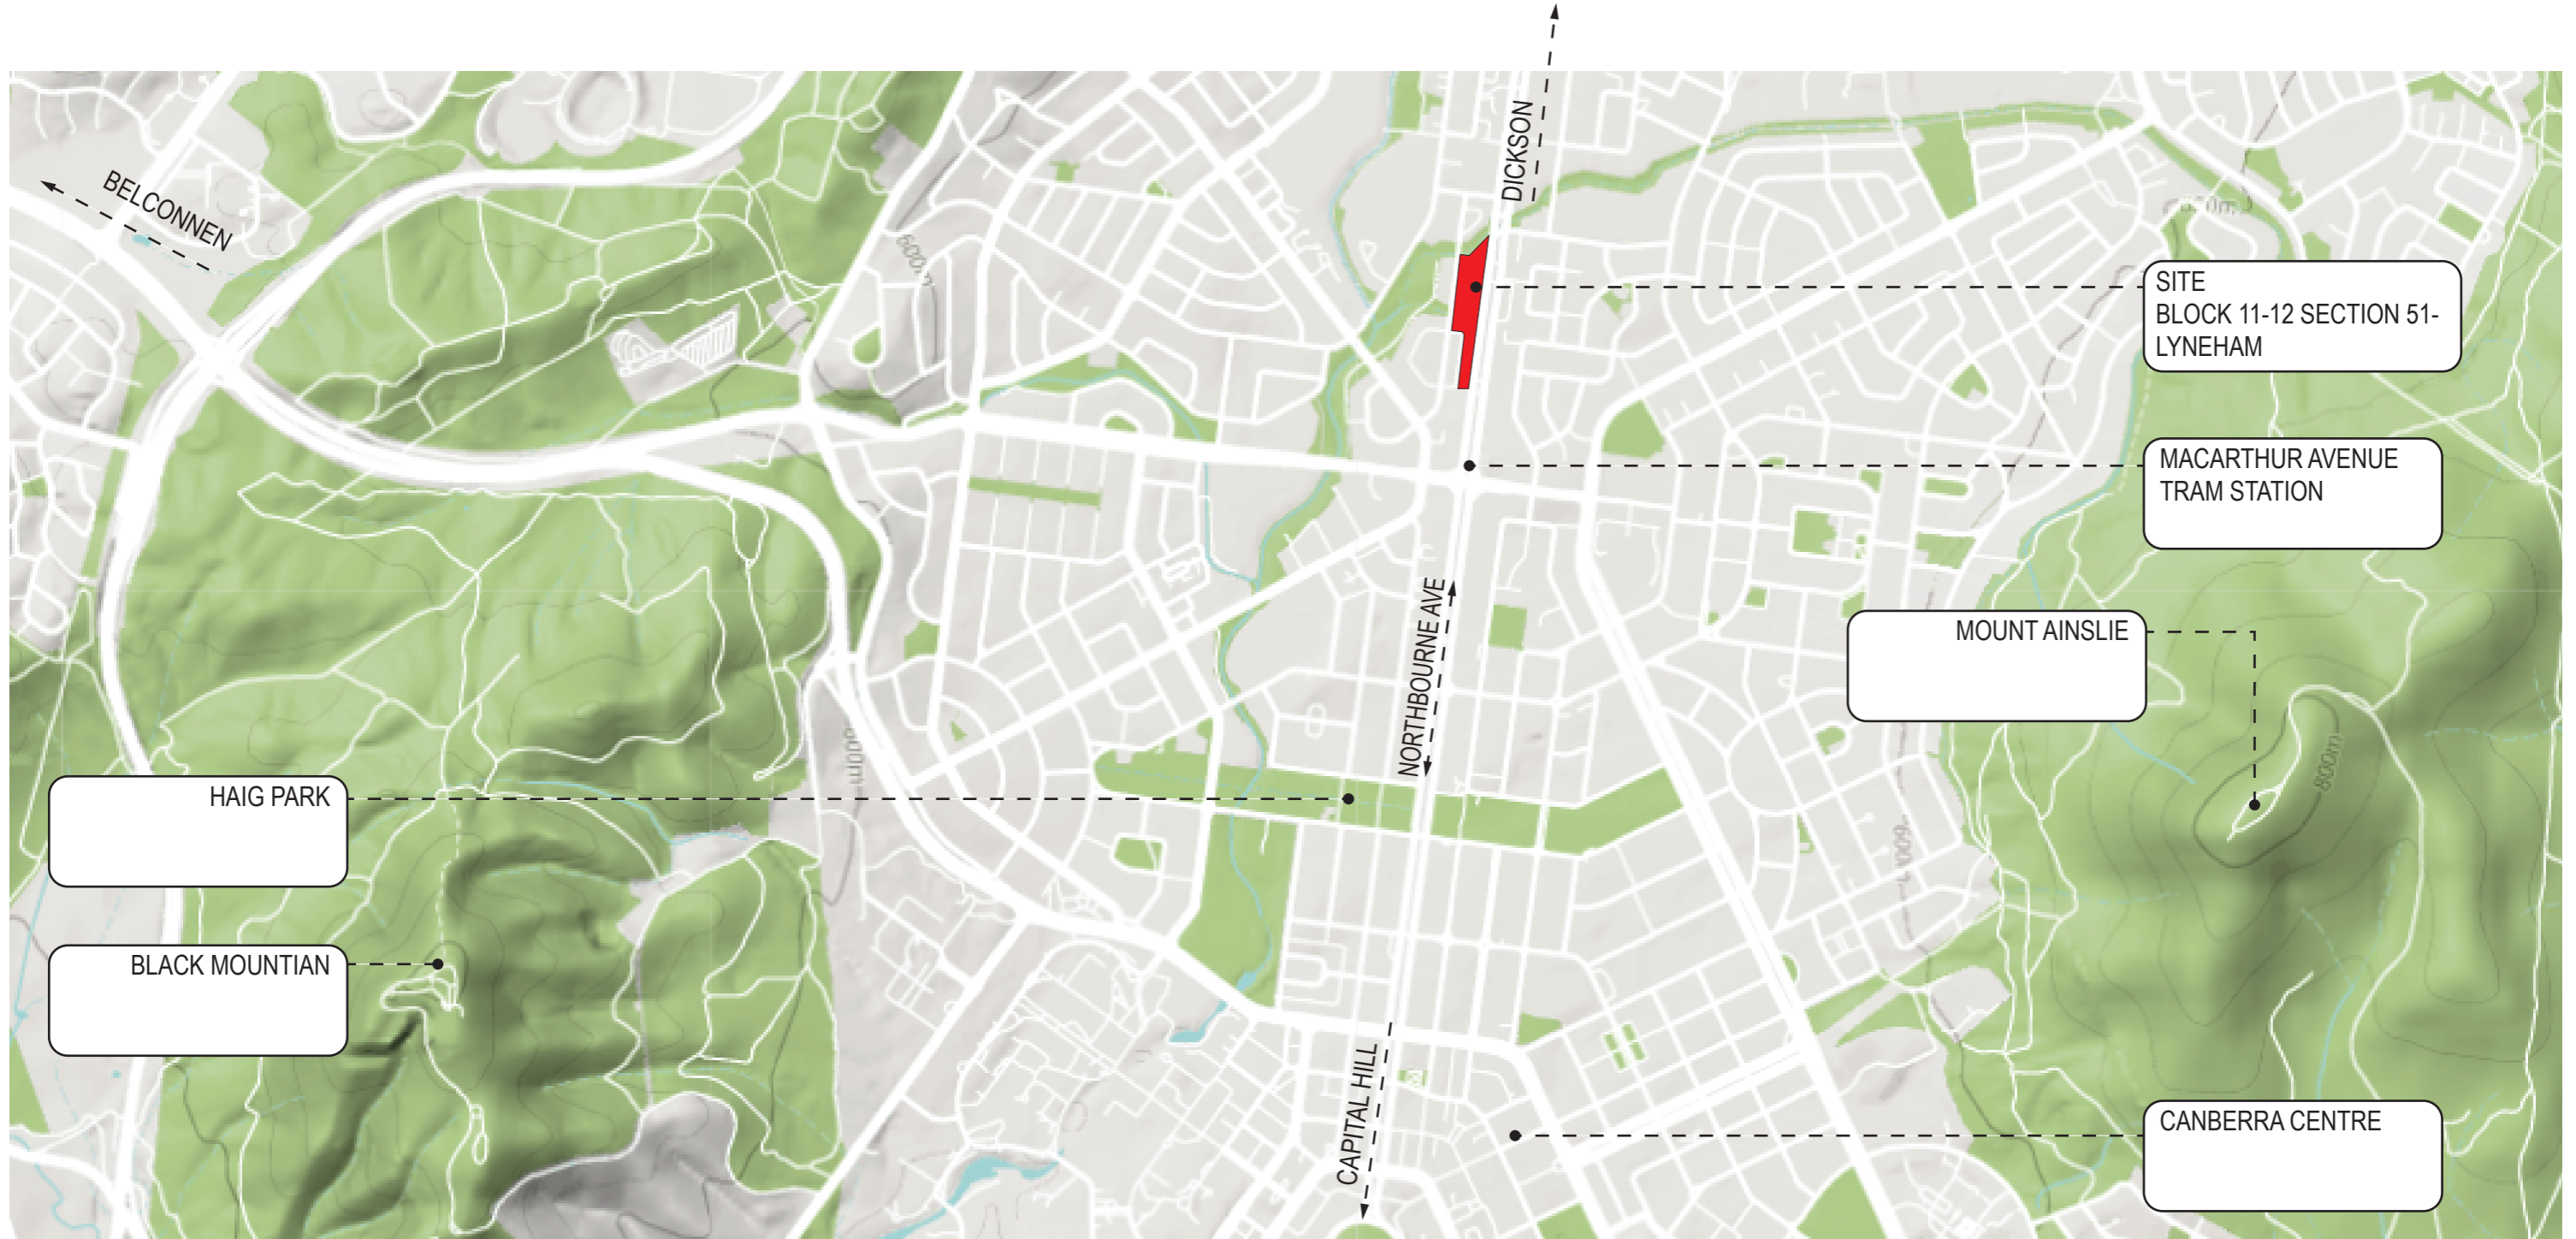 DICKSON
BELCONNEN
600m
SITE
BLOCK 11-12 SECTION 51-
LYNEHAM
MACARTHUR AVENUE
TRAM STATION
NORTHBOURNE AVE
MOUNT AINSLIE
800m
HAIG PARK
600m
BLACK MOUNTIAN
CAPITAL HILL
CANBERRA CENTRE